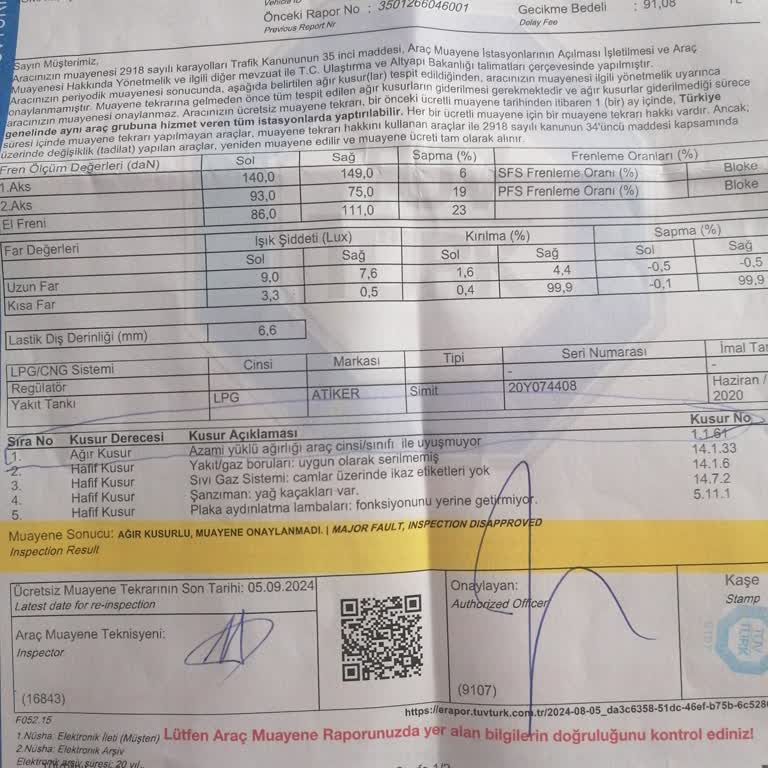 Önceki Rapor No : 3501266046001
Previous Report Nr
Gecikme Bedeli : 91,08 TL
Dolay Fee
Sayın Müşterimiz,
Aracınızın muayenesi 2918 sayılı karayolları Trafik Kanununun 35 inci maddesi, Araç Muayene İstasyonlarının Açılması İşletilmesi ve Araç
Muayenesi Hakkında Yönetmelik ve ilgili diğer mevzuat ile T.C. Ulaştırma ve Altyapı Bakanlığı talimatları çerçevesinde yapılmıştır.
Aracınızın periyodik muayenesi sonucunda, aşağıda belirtilen ağır kusur(lar) tespit edildiğinden, aracınızın muayenesi ilgili yönetmelik uyarınca
onaylanmamıştır. Muayene tekrarına gelmeden önce tüm tespit edilen ağır kusurların giderilmesi gerekmektedir ve ağır kusurlar giderilmediği sürece
aracınızın muayenesi onaylanmaz. Aracınızın ücretsiz muayene tekrarı, bir önceki ücretli muayene tarihinden itibaren 1 (bir) ay içinde, Türkiye
genelinde aynı araç grubuna hizmet veren tüm istasyonlarda yaptırılabilir. Her bir ücretli muayene için bir muayene tekrarı hakkı vardır. Ancak;
süresi içinde muayene tekrarı yapılmayan araçlar, muayene tekrarı hakkını kullanan araçlar ile 2918 sayılı kanunun 34'üncü maddesi kapsamında
üzerinde değişiklik (tadilat) yapılan araçlar, yeniden muayene edilir ve muayene ücreti tam olarak alınır.
Fren Ölçüm Değerleri (daN) Sol Sağ Sapma (%) Frenleme Oranları (%)
1.Aks 140,0 149,0 6 SFS Frenleme Oranı (%) Bloke
2.Aks 93,0 75,0 19 PFS Frenleme Oranı (%) Bloke
El Freni 86,0 111,0 23
Far Değerleri Işık Şiddeti (Lux) Kırılma (%) Sapma (%)
Sol Sağ Sol Sağ Sol Sağ
Uzun Far 9,0 7,6 1,6 4,4 -0,5 -0,5
Kısa Far 3,3 0,5 0,4 99,9 -0,1 99,9
Lastik Diş Derinliği (mm) 6,6
LPG/CNG Sistemi Cinsi Markası Tipi Seri Numarası İmal Tar
Regülatör - -
Yakıt Tankı LPG ATİKER Simit 20Y074408 Haziran /
2020
Sıra No Kusur Derecesi Kusur Açıklaması Kusur No
1. Ağır Kusur Azami yüklü ağırlığı araç cinsi/sınıfı ile uyuşmuyor 1.1.61
2. Hafif Kusur Yakıt/gaz boruları: uygun olarak serilmemiş 14.1.33
3. Hafif Kusur Sıvı Gaz Sistemi: camlar üzerinde ikaz etiketleri yok 14.1.6
4. Hafif Kusur Şanzıman: yağ kaçakları var. 14.7.2
5. Hafif Kusur Plaka aydınlatma lambaları: fonksiyonunu yerine getirmiyor. 5.11.1
Muayene Sonucu: AĞIR KUSURLU, MUAYENE ONAYLANMADI. | MAJOR FAULT, INSPECTION DISAPPROVED
Inspection Result
Ücretsiz Muayene Tekrarının Son Tarihi: 05.09.2024
Latest date for re-inspection
Araç Muayene Teknisyeni:
Inspector
(16843)
Onaylayan:
Authorized Officer
(9107)
Kaşe
Stamp
TÜV
TÜRK
https://erapor.tuvturk.com.tr/2024-08-05_da3c6358-51dc-46ef-b75b-6c528
F052.15
1.Nüsha: Elektronik İleti (Müşteri)
2.Nüsha: Elektronik Arşiv
Elektronik arşiv süresi: 20 yıl.
Lütfen Araç Muayene Raporunuzda yer alan bilgilerin doğruluğunu kontrol ediniz!